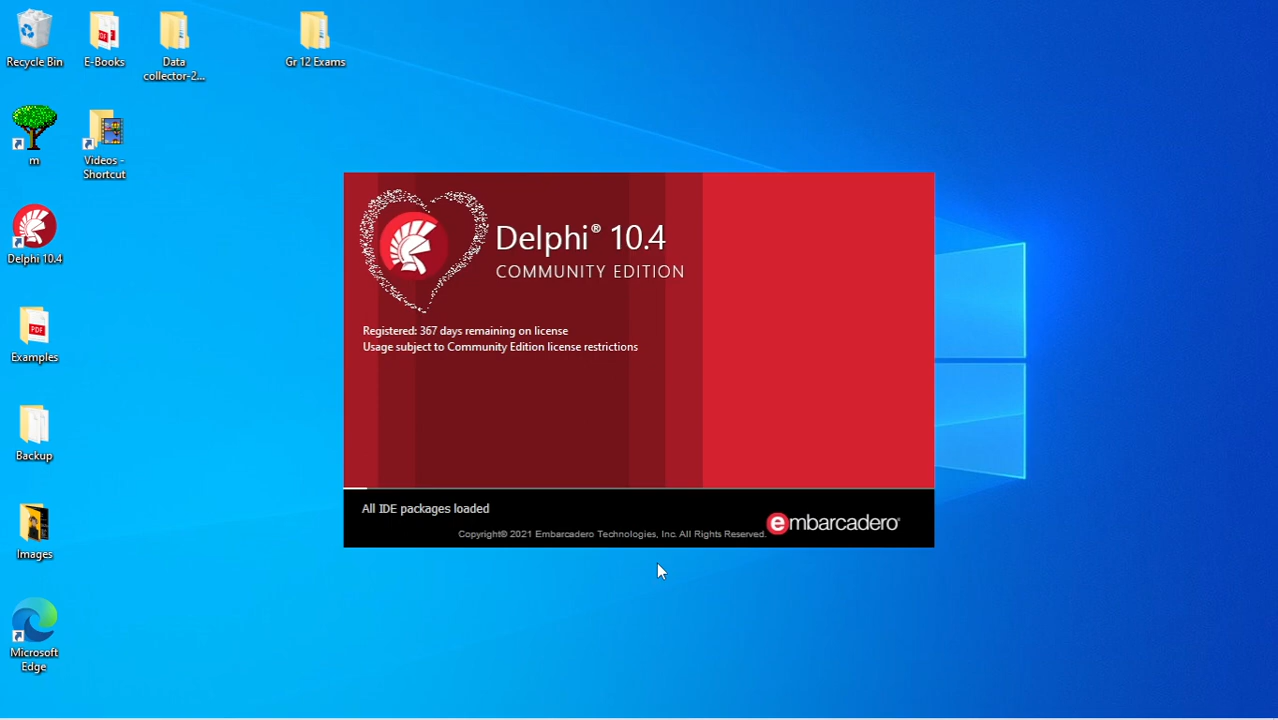 Recycle Bin
E-Books
Data
collector-2...
Gr 12 Exams
m
Videos -
Shortcut
Delphi 10.4
PDF
Examples
Backup
Images
Microsoft
Edge
Delphi® 10.4
COMMUNITY EDITION
Registered: 367 days remaining on license
Usage subject to Community Edition license restrictions
All IDE packages loaded
Copyright© 2021 Embarcadero Technologies, Inc. All Rights Reserved.
embarcadero®